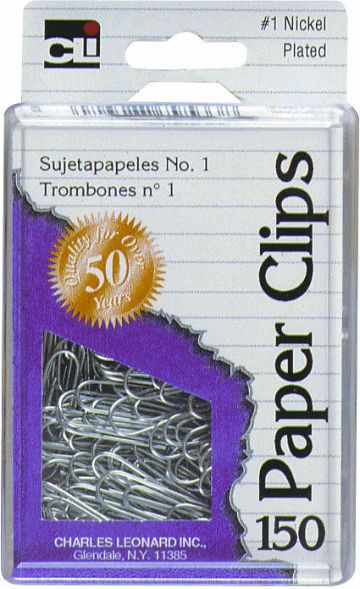 CLi
#1 Nickel
Plated
Sujetapapeles No. 1
Trombones n° 1
Quality for Over
50
Years
Paper Clips
150
CHARLES LEONARD INC.,
Glendale, N.Y. 11385